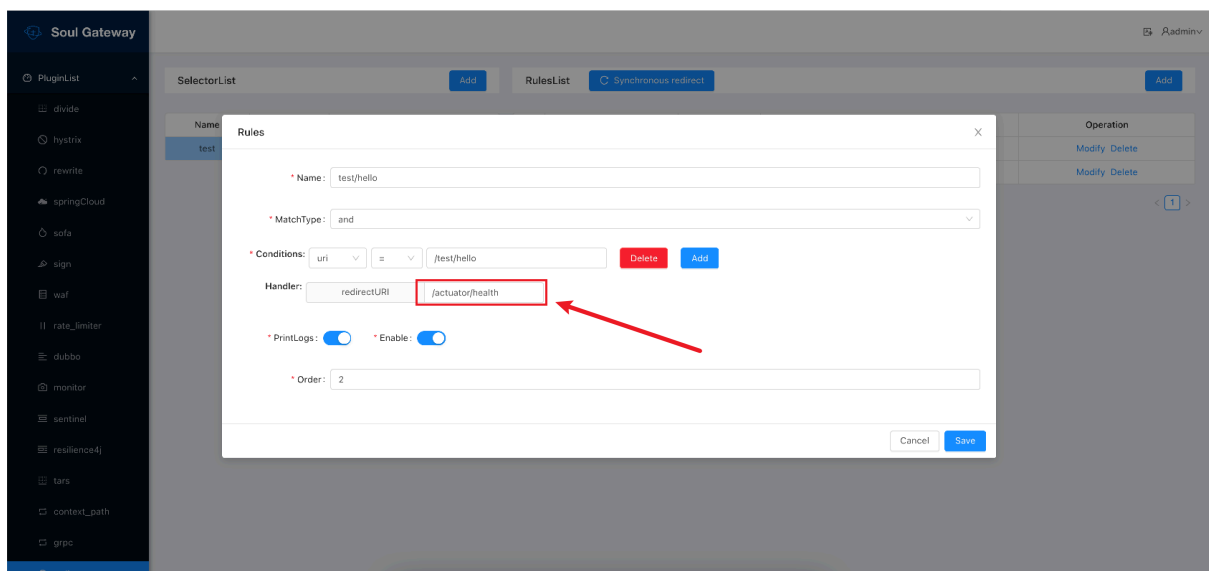 Soul Gateway
admin
PluginList
SelectorList
Add
RulesList
Synchronous redirect
Add
divide
hystrix
rewrite
springCloud
sofa
sign
waf
rate_limiter
dubbo
monitor
sentinel
resilience4j
tars
context_path
grpc
Name
Operation
test
Modify Delete
Modify Delete
< 1 >
Rules
* Name: test/hello
* MatchType: and
* Conditions: uri = /test/hello Delete Add
Handler: redirectURI /actuator/health
* PrintLogs: * Enable:
* Order: 2
Cancel Save